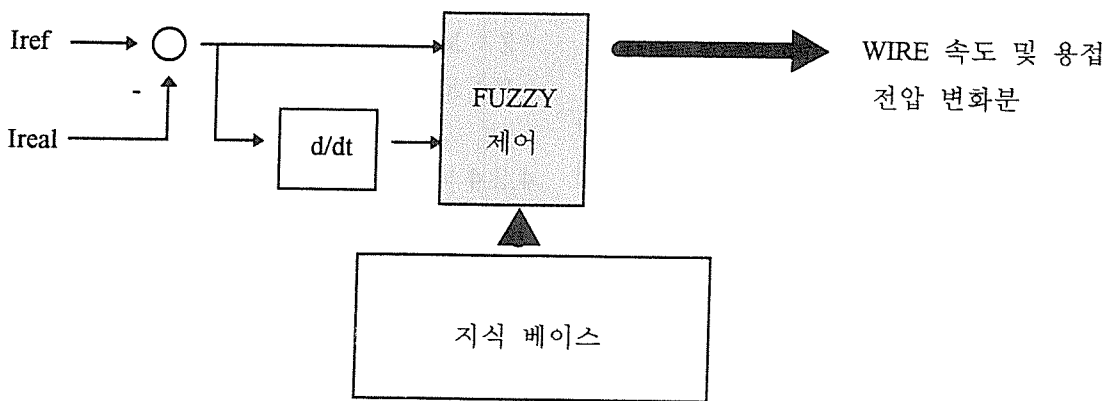 Iref
-
Ireal
d/dt
FUZZY
제어
WIRE 속도 및 용접
전압 변화분
지식 베이스